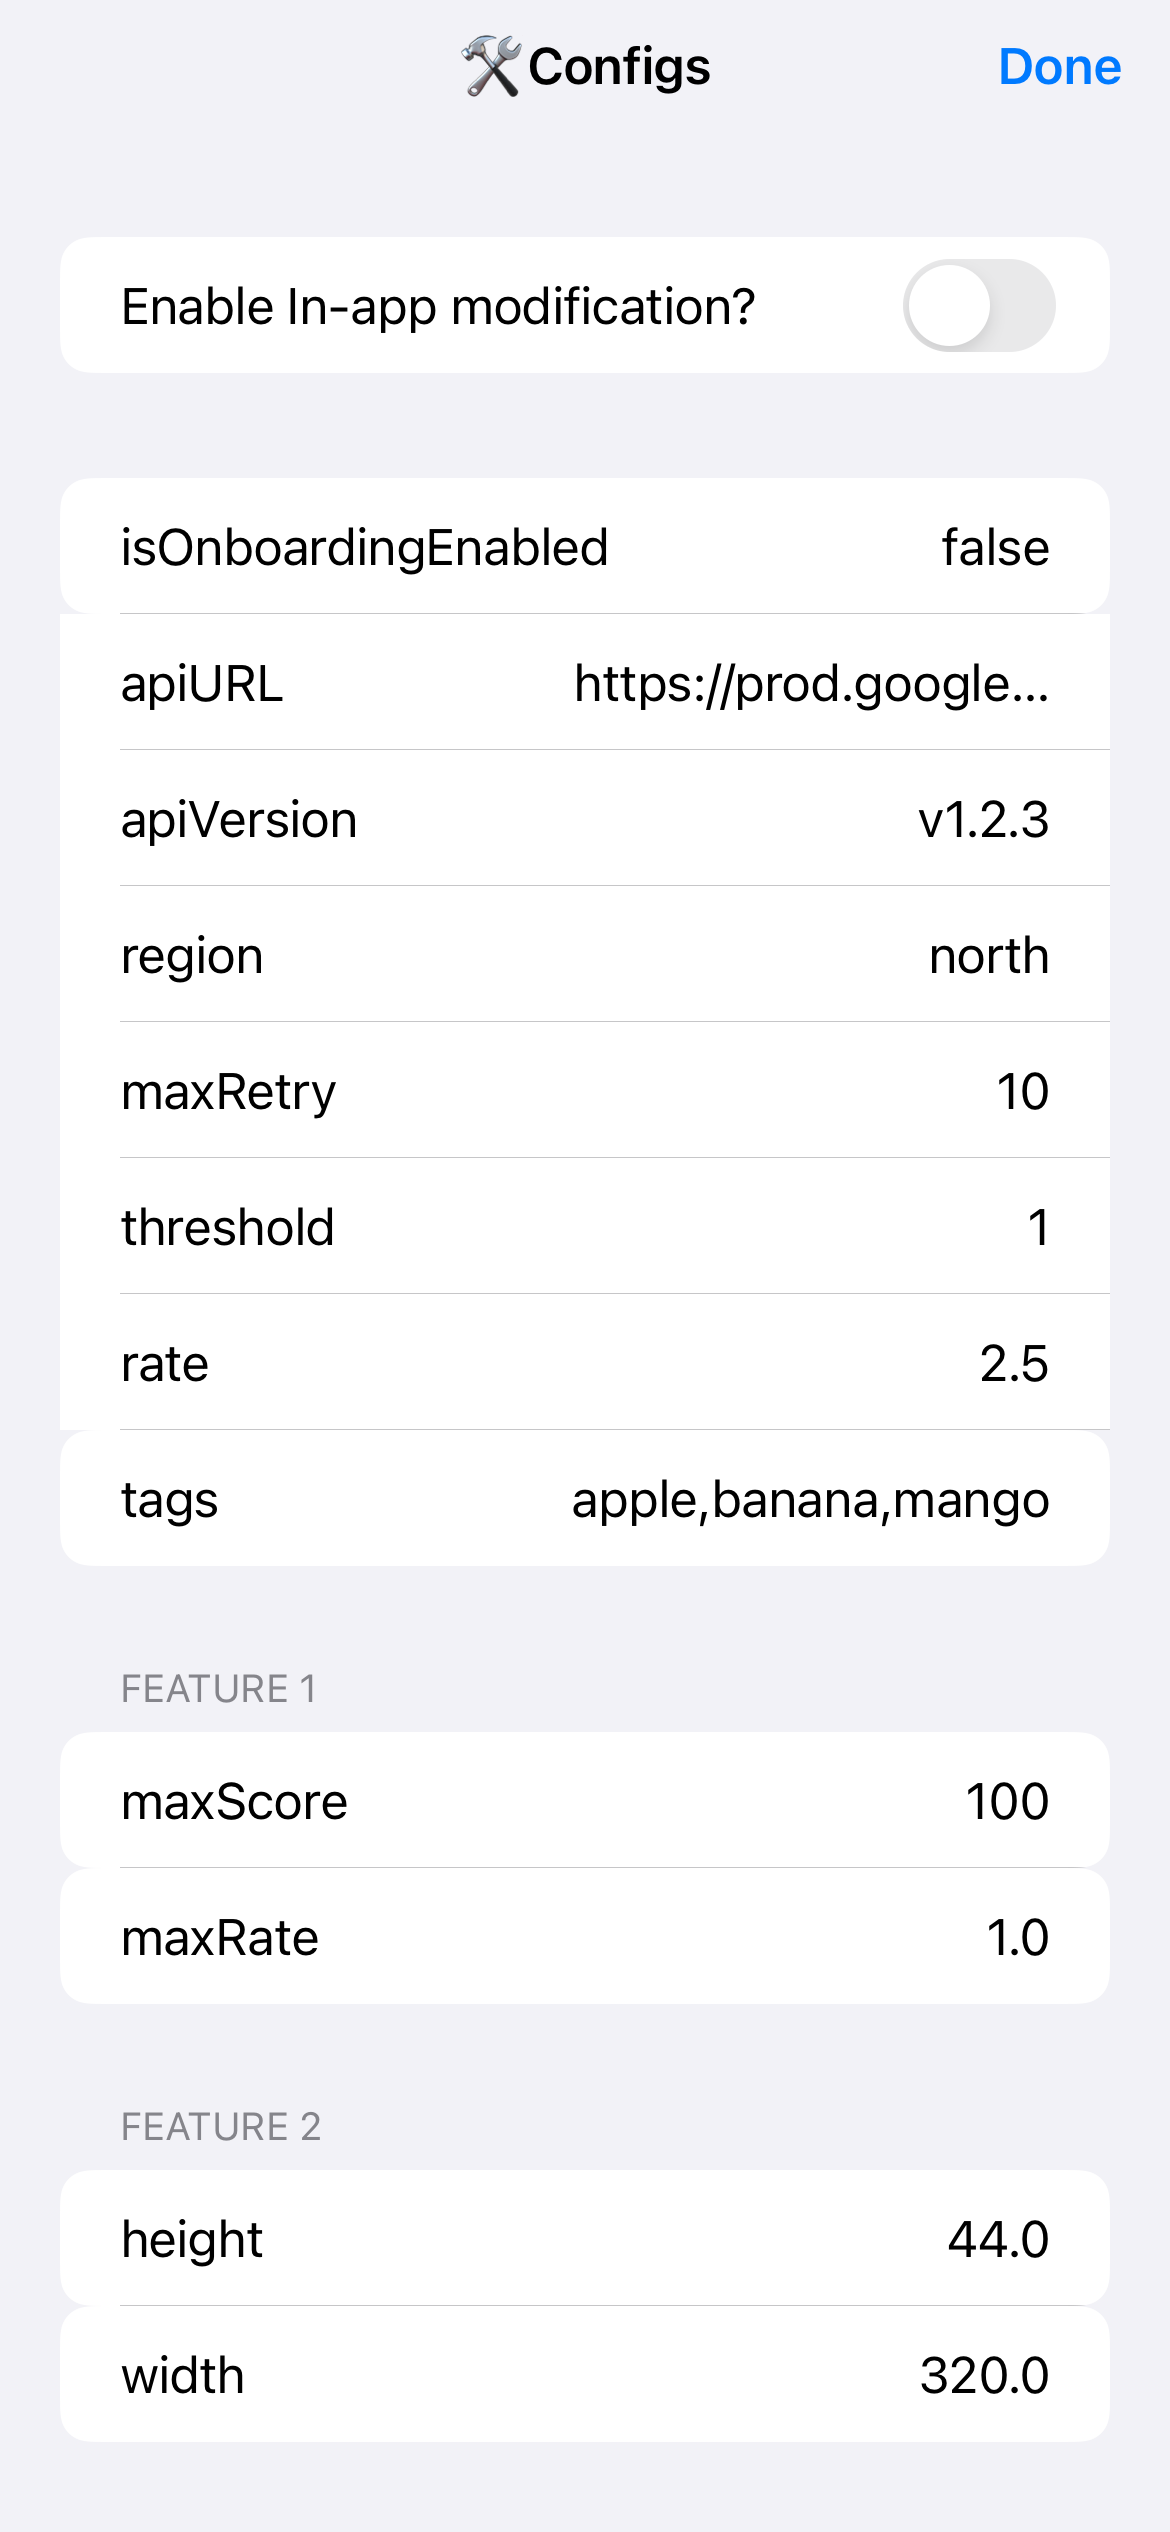 🛠Configs
Done
Enable In-app modification?
isOnboardingEnabled false
apiURL https://prod.google...
apiVersion v1.2.3
region north
maxRetry 10
threshold 1
rate 2.5
tags apple,banana,mango
FEATURE 1
maxScore 100
maxRate 1.0
FEATURE 2
height 44.0
width 320.0